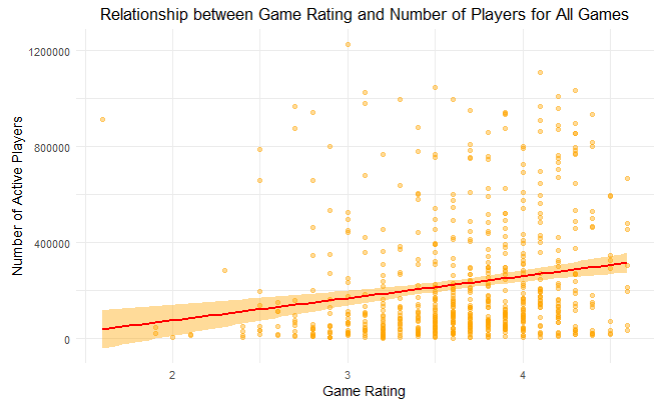 Relationship between Game Rating and Number of Players for All Games
Number of Active Players
1200000
800000
400000
0
2
3
4
Game Rating